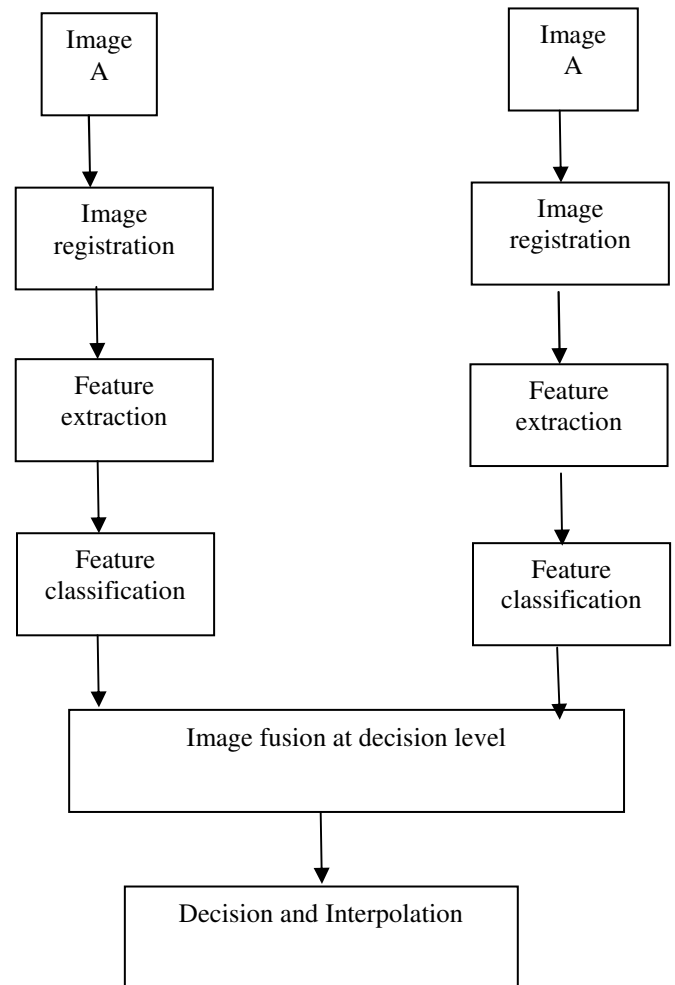 Image
A
Image
registration
Feature
extraction
Feature
classification
Image
A
Image
registration
Feature
extraction
Feature
classification
Image fusion at decision level
Decision and Interpolation